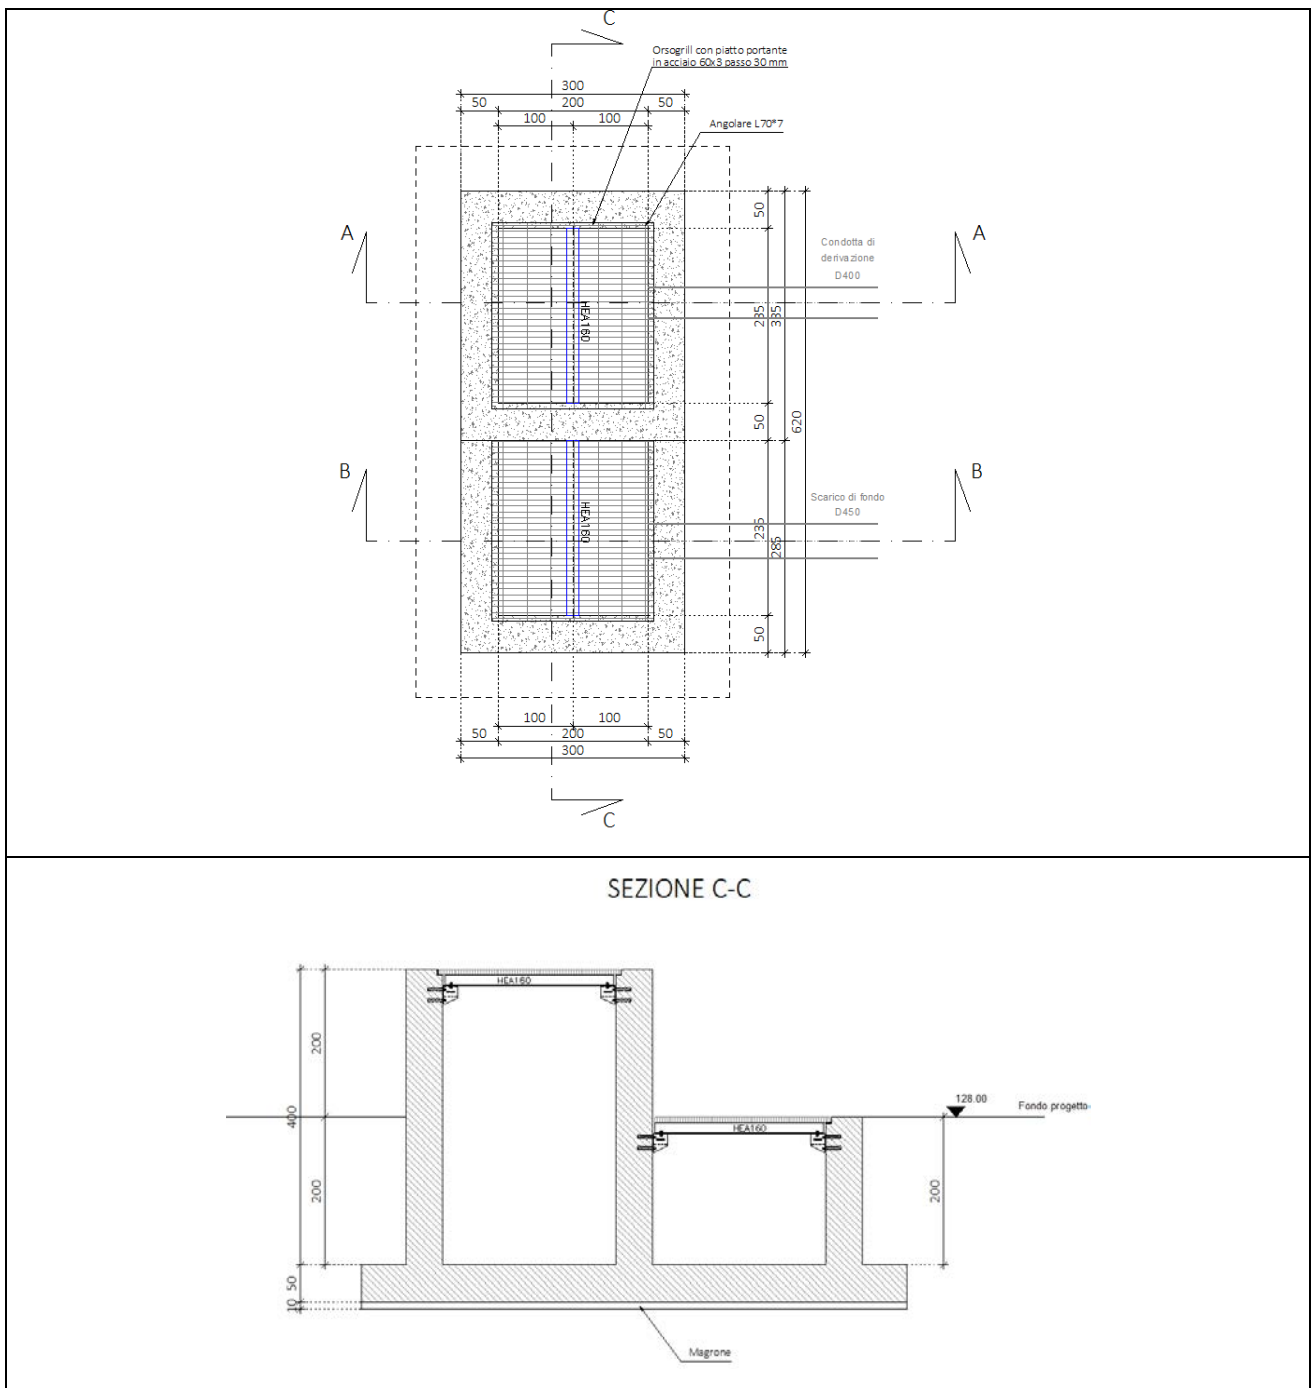 C
Orsogrill con piatto portante
in acciaio 60x3 passo 30 mm
300
50 200 50
100 100
Angolare L70*7
50
A A
Condotta di
derivazione
D400
HEA160
235 335
50
620
B B
Scarico di fondo
D450
HEA160
235
285
50
100 100
50 200 50
300
C
SEZIONE C-C
HEA160
200
400
128.00
Fondo progetto
HEA160
200
200
50
10
Magrone